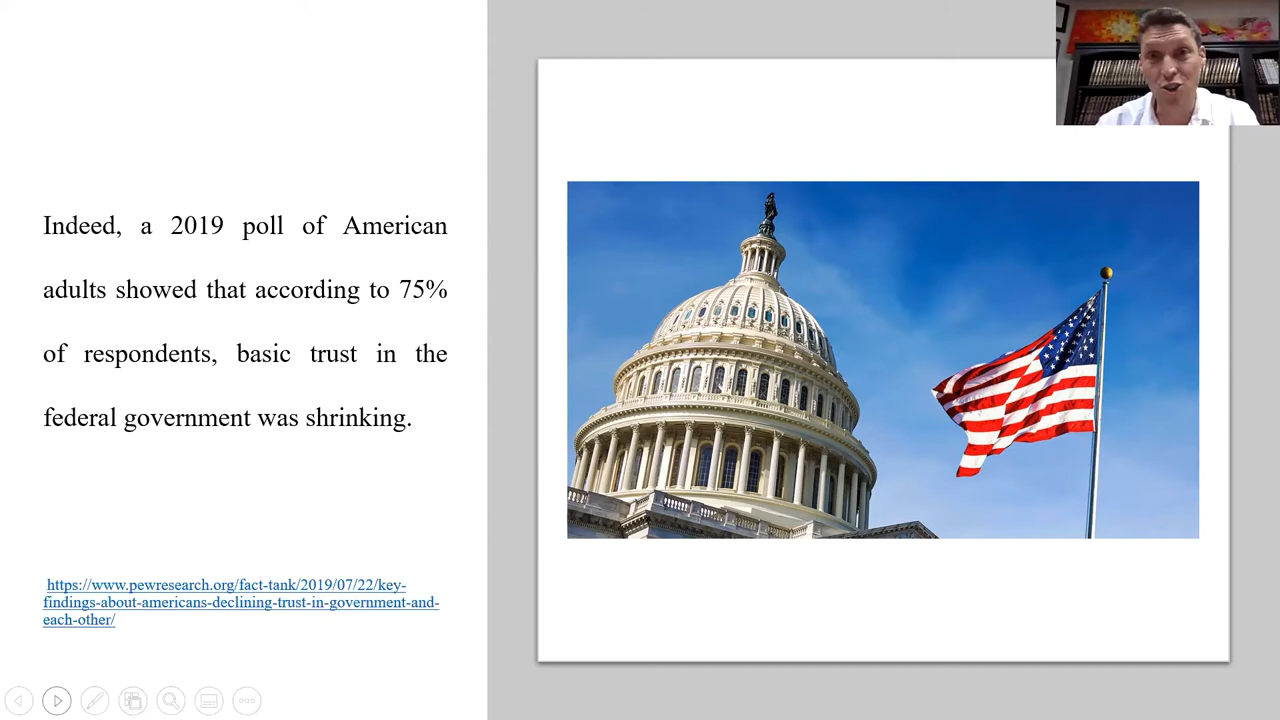 Indeed, a 2019 poll of American
adults showed that according to 75%
of respondents, basic trust in the
federal government was shrinking.
https://www.pewresearch.org/fact-tank/2019/07/22/key-
findings-about-americans-declining-trust-in-government-and-
each-other/